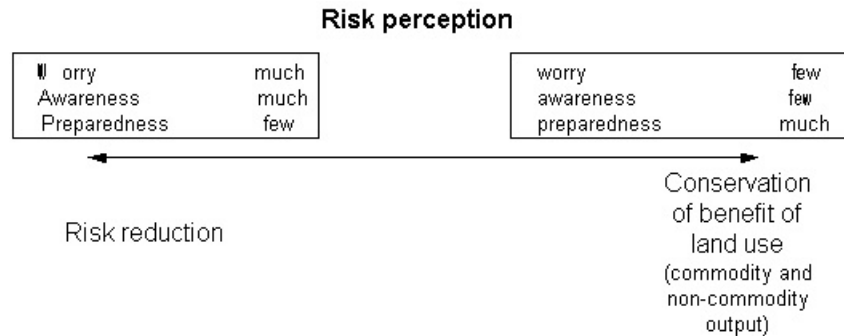 Risk perception
W orry much
Awareness much
Preparedness few
worry few
awareness few
preparedness much
Risk reduction
Conservation
of benefit of
land use
(commodity and
non-commodity
output)